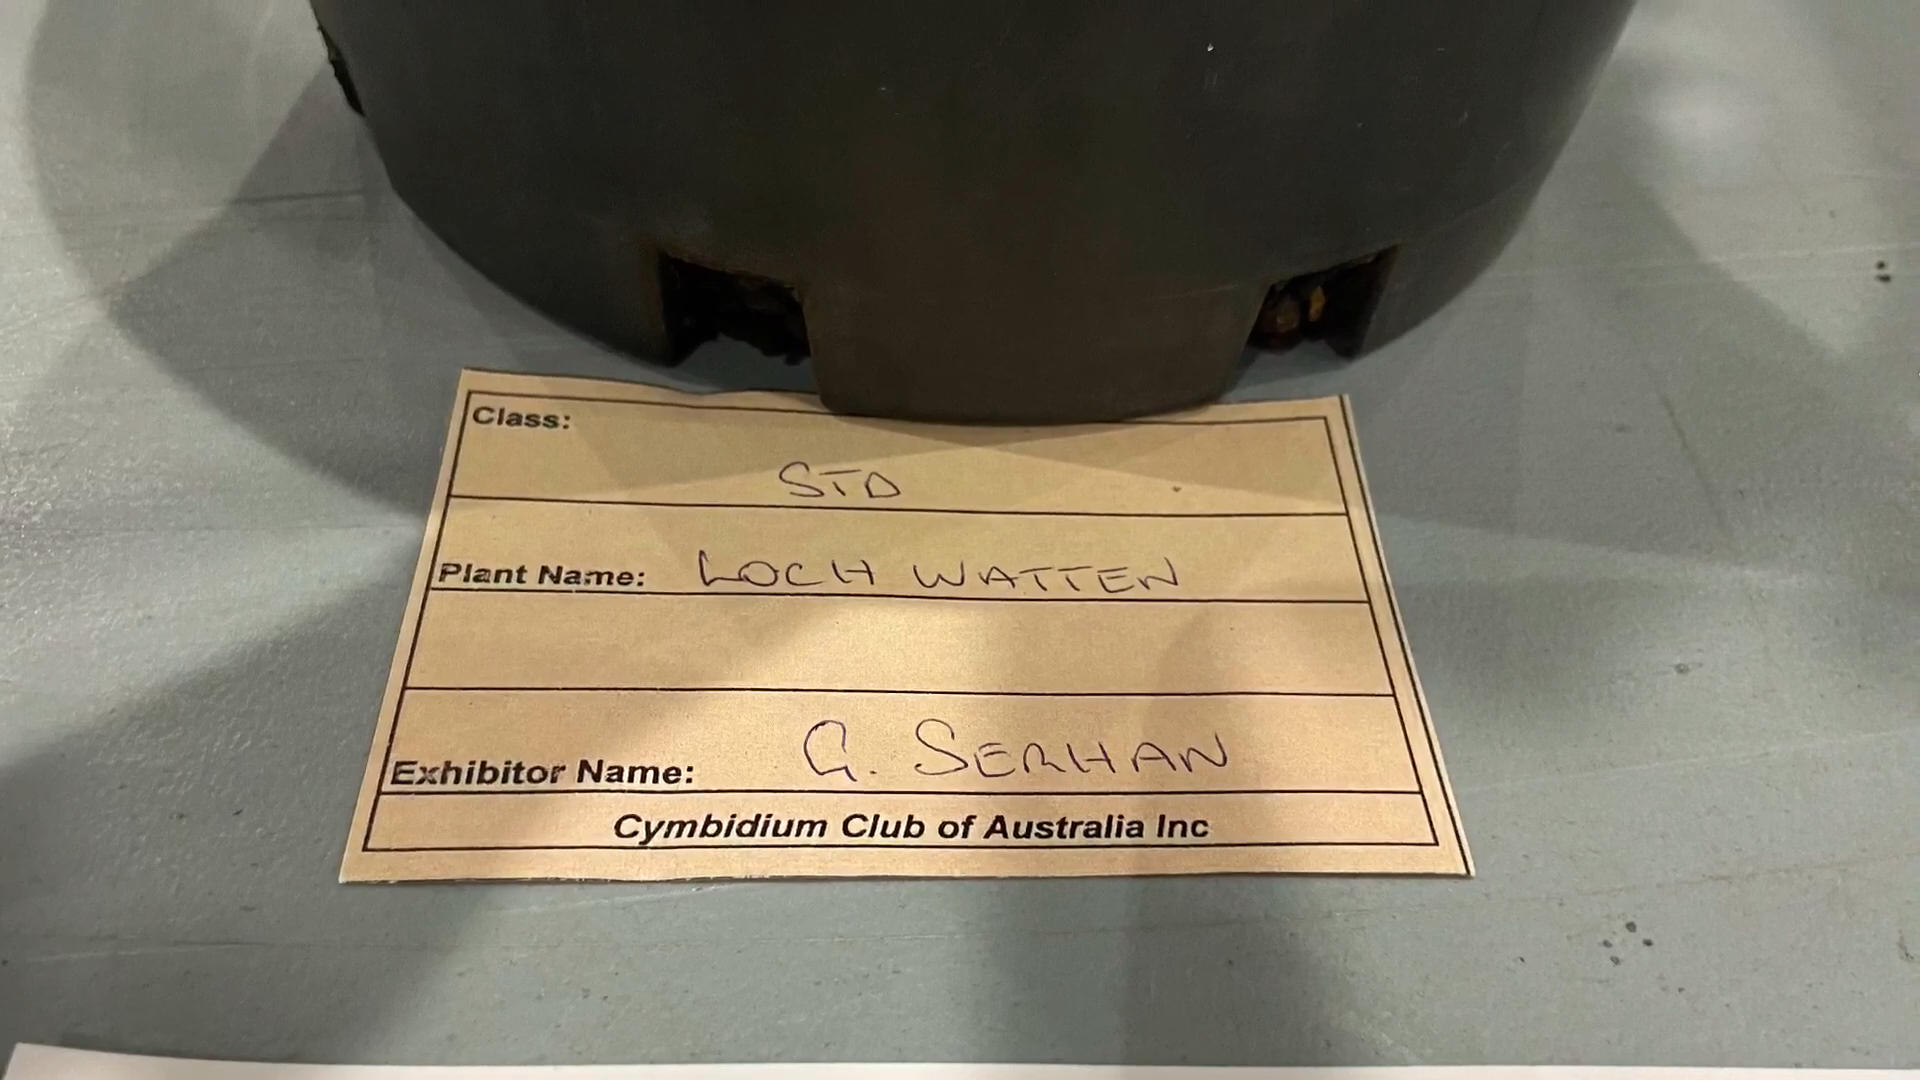 Class:
STD
Plant Name: LOCH WATTEN
Exhibitor Name: G. SERHAN
Cymbidium Club of Australia Inc